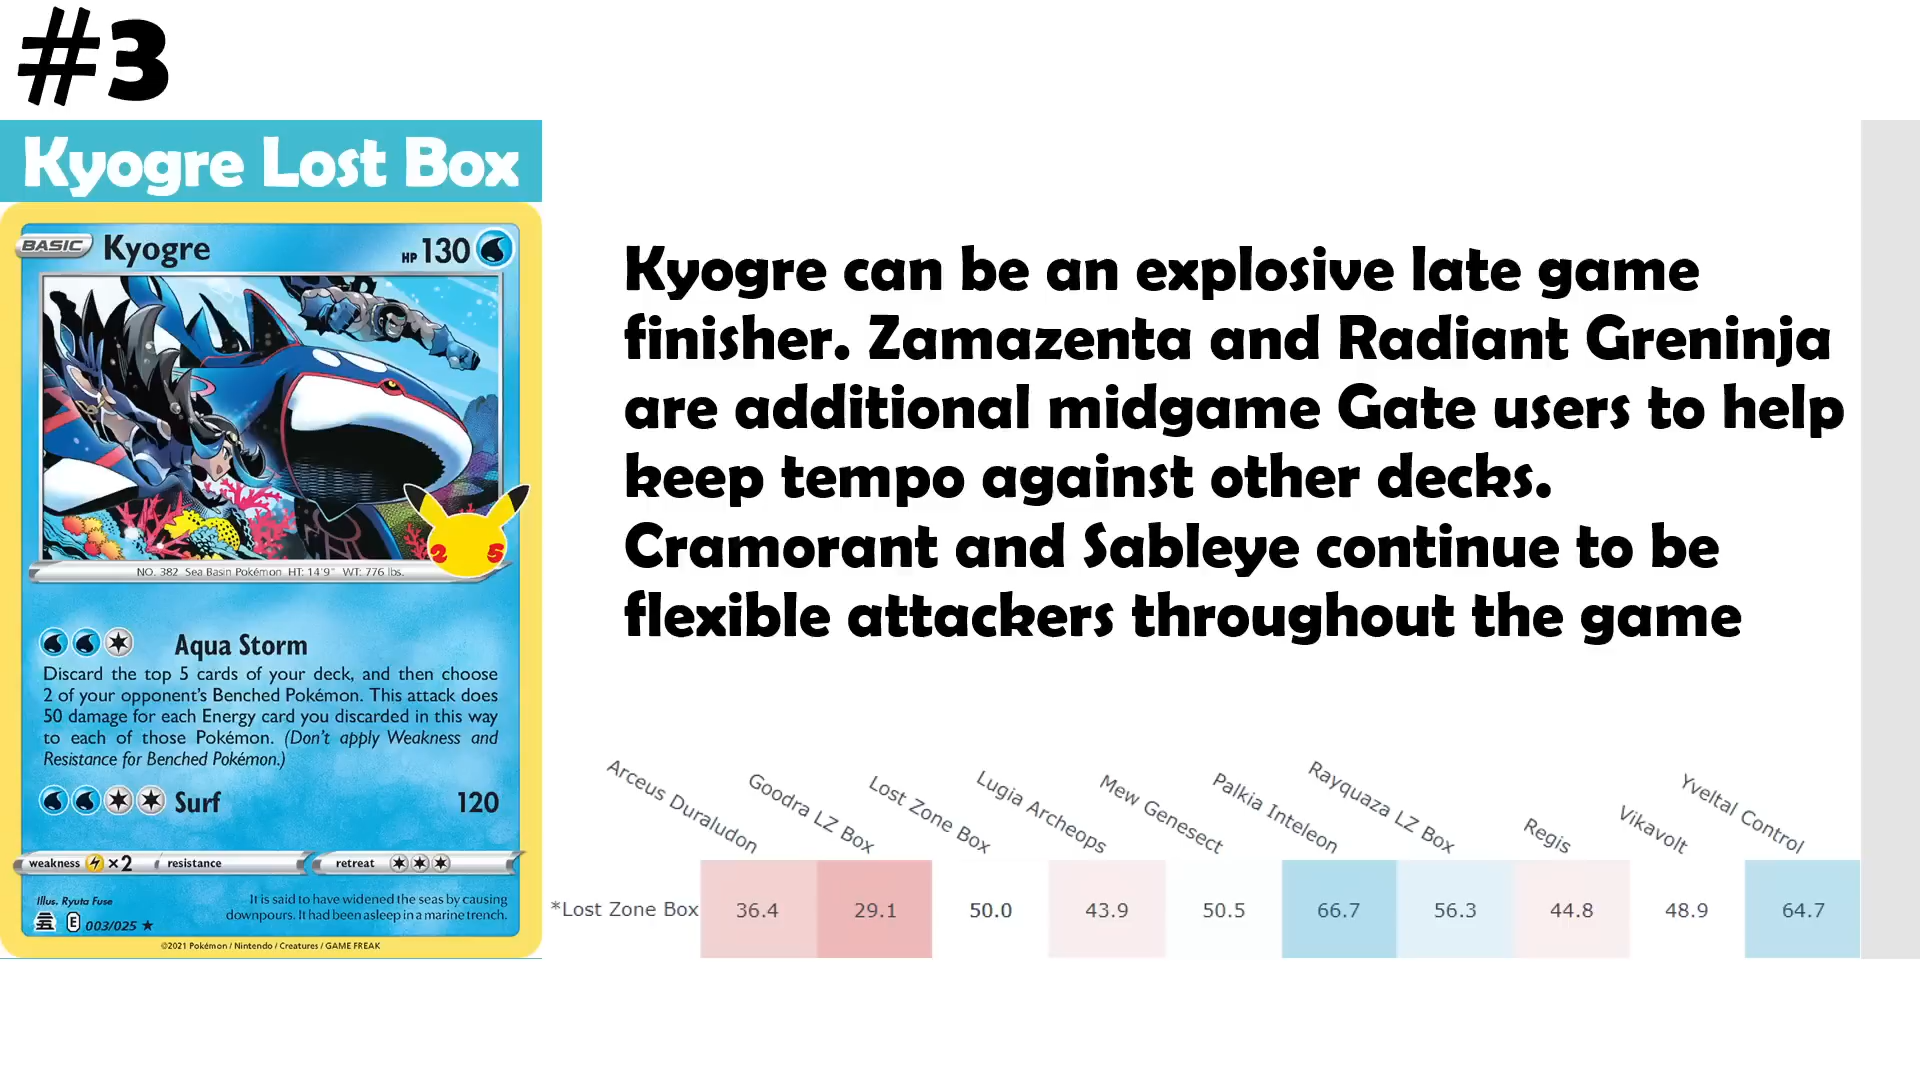 #3
Kyogre Lost Box
BASIC Kyogre HP 130
2 5
NO. 382 Sea Basin Pokémon HT: 14'9" WT: 776 lbs.
Aqua Storm
Discard the top 5 cards of your deck, and then choose
2 of your opponent's Benched Pokémon. This attack does
50 damage for each Energy card you discarded in this way
to each of those Pokémon. (Don't apply Weakness and
Resistance for Benched Pokémon.)
Surf 120
weakness ×2 resistance retreat
Illus. Ryuta Fuse
It is said to have widened the seas by causing
downpours. It had been asleep in a marine trench.
E 003/025 ★
©2021 Pokémon / Nintendo / Creatures / GAME FREAK
Kyogre can be an explosive late game
finisher. Zamazenta and Radiant Greninja
are additional midgame Gate users to help
keep tempo against other decks.
Cramorant and Sableye continue to be
flexible attackers throughout the game
Arceus Duraludon
Goodra LZ Box
Lost Zone Box
Lugia Archeops
Mew Genesect
Palkia Inteleon
Rayquaza LZ Box
Regis
Vikavolt
Yveltal Control
*Lost Zone Box 36.4 29.1 50.0 43.9 50.5 66.7 56.3 44.8 48.9 64.7